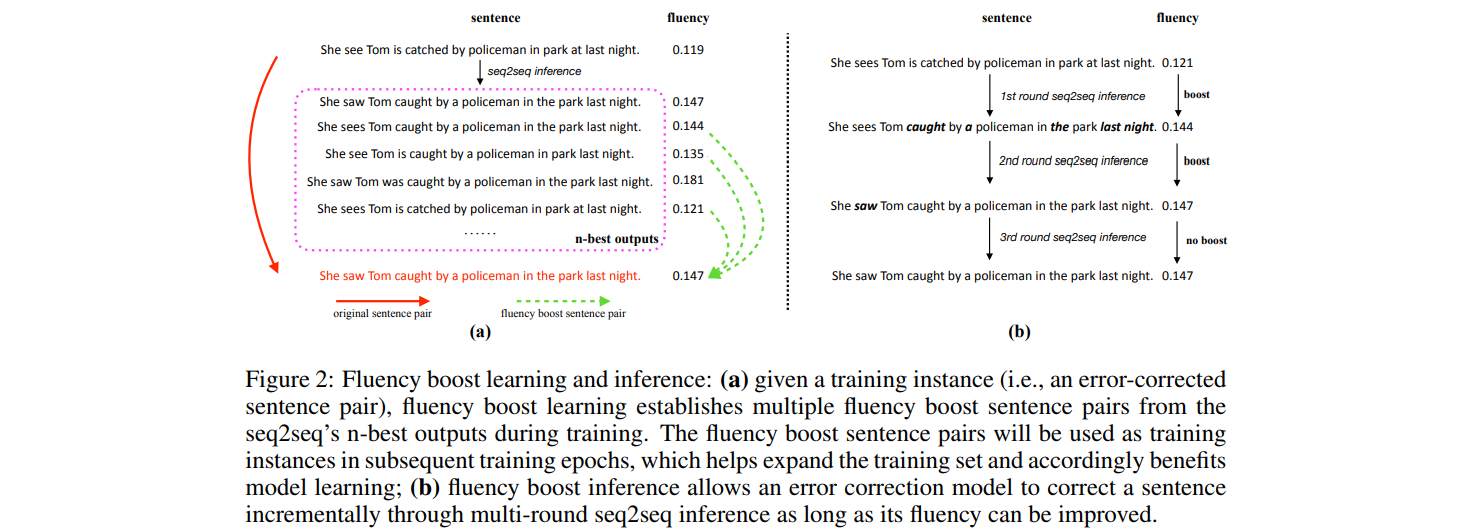 sentence fluency
She see Tom is catched by policeman in park at last night. 0.119
seq2seq inference
She saw Tom caught by a policeman in the park last night. 0.147
She sees Tom caught by a policeman in the park last night. 0.144
She see Tom is caught by a policeman in park last night. 0.135
She saw Tom was caught by a policeman in the park last night. 0.181
She sees Tom is catched by policeman in park at last night. 0.121
......
n-best outputs
She saw Tom caught by a policeman in the park last night. 0.147
original sentence pair fluency boost sentence pair
(a)
sentence fluency
She sees Tom is catched by policeman in park at last night. 0.121
1st round seq2seq inference boost
She sees Tom caught by a policeman in the park last night. 0.144
2nd round seq2seq inference boost
She saw Tom caught by a policeman in the park last night. 0.147
3rd round seq2seq inference no boost
She saw Tom caught by a policeman in the park last night. 0.147
(b)
Figure 2: Fluency boost learning and inference: (a) given a training instance (i.e., an error-corrected
sentence pair), fluency boost learning establishes multiple fluency boost sentence pairs from the
seq2seq's n-best outputs during training. The fluency boost sentence pairs will be used as training
instances in subsequent training epochs, which helps expand the training set and accordingly benefits
model learning; (b) fluency boost inference allows an error correction model to correct a sentence
incrementally through multi-round seq2seq inference as long as its fluency can be improved.